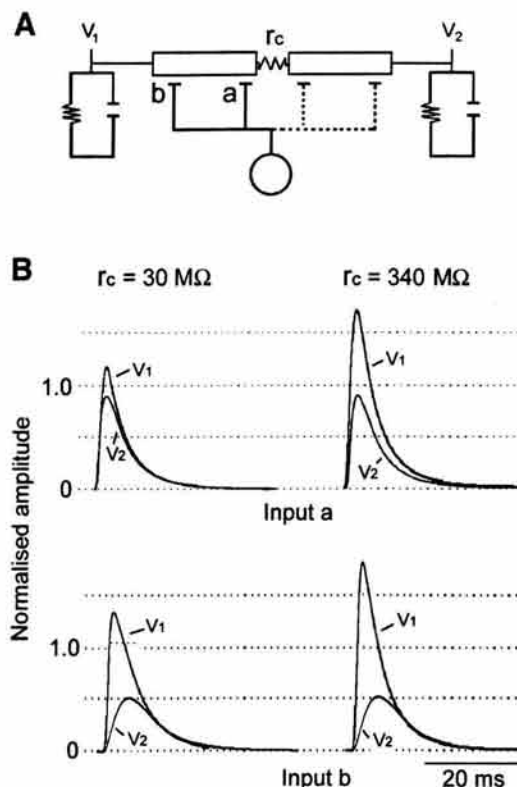 A
V1 rc V2
b a
B
rc = 30 MΩ rc = 340 MΩ
Normalised amplitude
1.0
V1 V1
V2 V2
0
Input a
1.0
V1 V1
V2 V2
0
Input b
20 ms